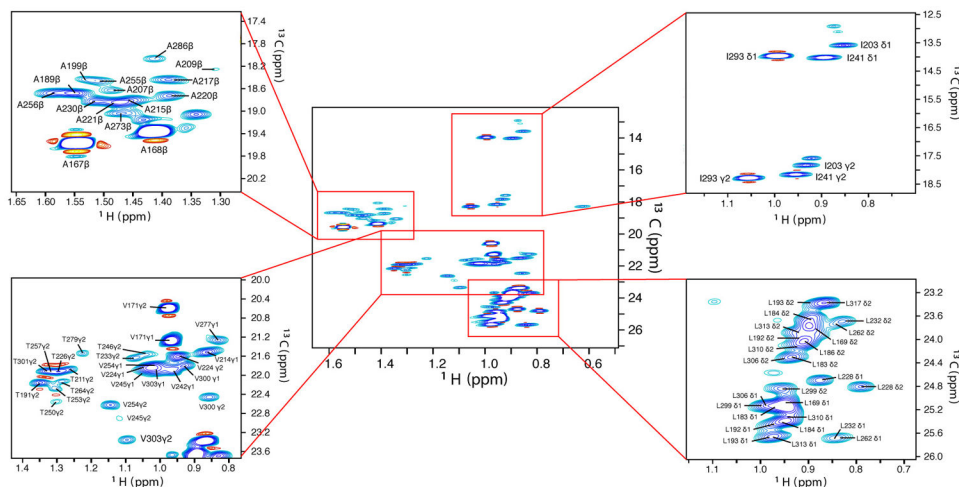 17.4
17.8
18.2
18.6
19.0
19.4
19.8
20.2
13 C (ppm)
A286β
A199β
A209β
A189β
A255β
A217β
A207β
A256β
A220β
A230β
A215β
A221β
A273β
A168β
A167β
1.65 1.60 1.55 1.50 1.45 1.40 1.35 1.30
1 H (ppm)
14
16
18
20
22
24
26
13 C (ppm)
1.6 1.4 1.2 1.0 0.8 0.6
1 H (ppm)
12.5
13.5
14.5
15.5
16.5
17.5
18.5
13 C (ppm)
I203 δ1
I293 δ1
I241 δ1
I203 γ2
I293 γ2
I241 γ2
1.0 0.9 0.8
1 H (ppm)
20.0
20.4
20.8
21.2
21.6
22.0
22.4
22.8
23.2
23.6
13 C (ppm)
V171γ2
V277γ1
V171γ1
T279γ2
T246γ2
T257γ2
T233γ2
V214γ1
T301γ2
T226γ2
V254γ1
V224 γ2
V224γ1
V300 γ1
T211γ2
V245γ1
V303γ1
V242γ1
T191γ2
T264γ2
T253γ2
T250γ2
V254γ2
V300 γ2
V245γ2
V303γ2
1.4 1.3 1.2 1.1 1.0 0.9 0.8
1 H (ppm)
23.2
23.6
24.0
24.4
24.8
25.2
25.6
26.0
13 C (ppm)
L193 δ2
L317 δ2
L184 δ2
L232 δ2
L313 δ2
L262 δ2
L192 δ2
L169 δ2
L310 δ2
L186 δ2
L306 δ2
L183 δ2
L228 δ1
L299 δ2
L228 δ2
L306 δ1
L169 δ1
L299 δ1
L183 δ1
L310 δ1
L192 δ1
L184 δ1
L232 δ1
L193 δ1
L313 δ1
L262 δ1
1.1 1.0 0.9 0.8 0.7
1 H (ppm)